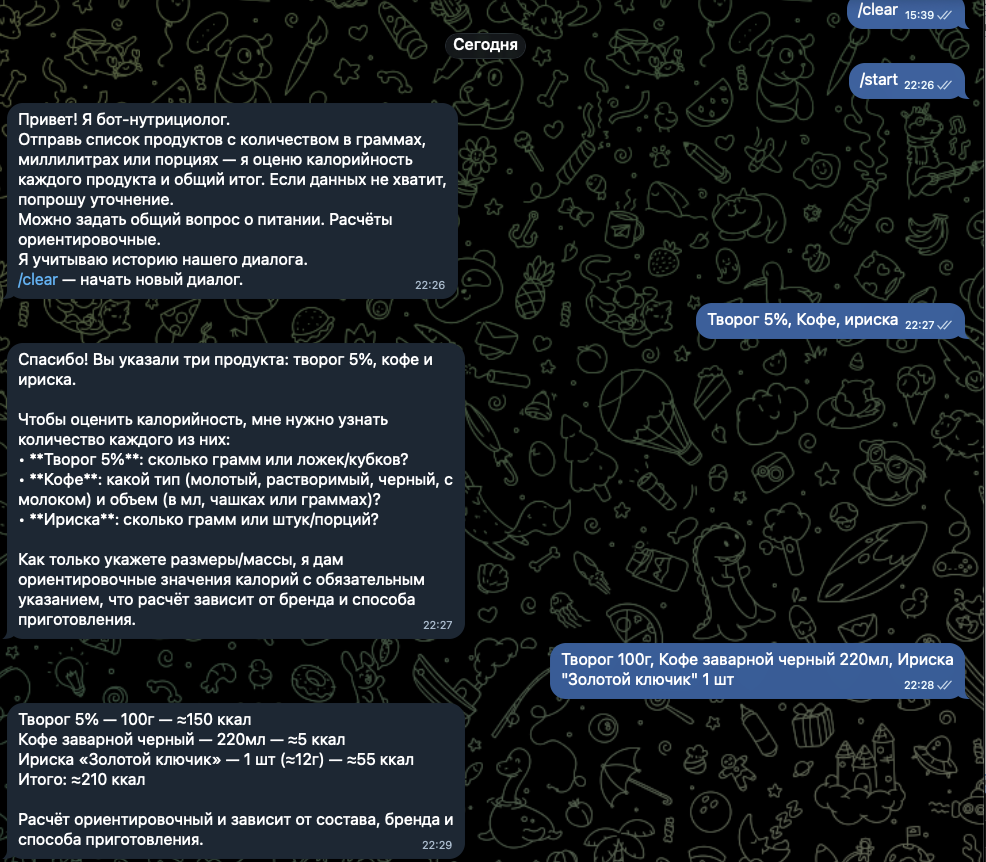 /clear 15:39
Сегодня
/start 22:26
Привет! Я бот-нутрициолог.
Отправь список продуктов с количеством в граммах,
миллилитрах или порциях — я оценю калорийность
каждого продукта и общий итог. Если данных не хватит,
попрошу уточнение.
Можно задать общий вопрос о питании. Расчёты
ориентировочные.
Я учитываю историю нашего диалога.
/clear — начать новый диалог.
22:26
Творог 5%, Кофе, ириска 22:27
Спасибо! Вы указали три продукта: творог 5%, кофе и
ириска.
Чтобы оценить калорийность, мне нужно узнать
количество каждого из них:
• **Творог 5%**: сколько грамм или ложек/кубков?
• **Кофе**: какой тип (молотый, растворимый, черный, с
молоком) и объем (в мл, чашках или граммах)?
• **Ириска**: сколько грамм или штук/порций?
Как только укажете размеры/массы, я дам
ориентировочные значения калорий с обязательным
указанием, что расчёт зависит от бренда и способа
приготовления.
22:27
Творог 100г, Кофе заварной черный 220мл, Ириска
"Золотой ключик" 1 шт
22:28
Творог 5% — 100г — ≈150 ккал
Кофе заварной черный — 220мл — ≈5 ккал
Ириска «Золотой ключик» — 1 шт (≈12г) — ≈55 ккал
Итого: ≈210 ккал
Расчёт ориентировочный и зависит от состава, бренда и
способа приготовления.
22:29